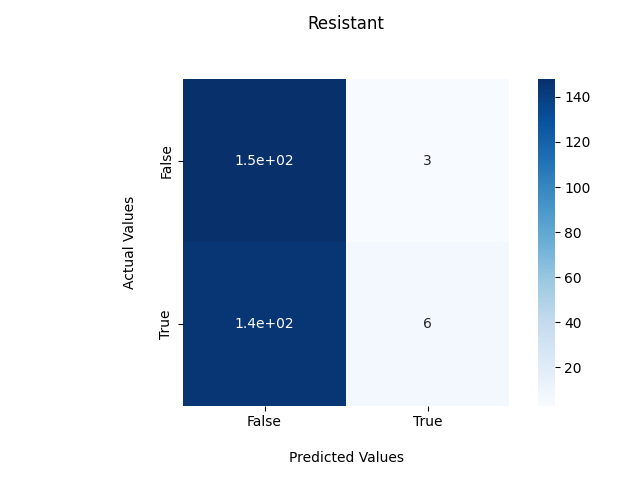 Resistant
Actual Values
False
True
1.5e+02
3
1.4e+02
6
False
True
Predicted Values
140
120
100
80
60
40
20